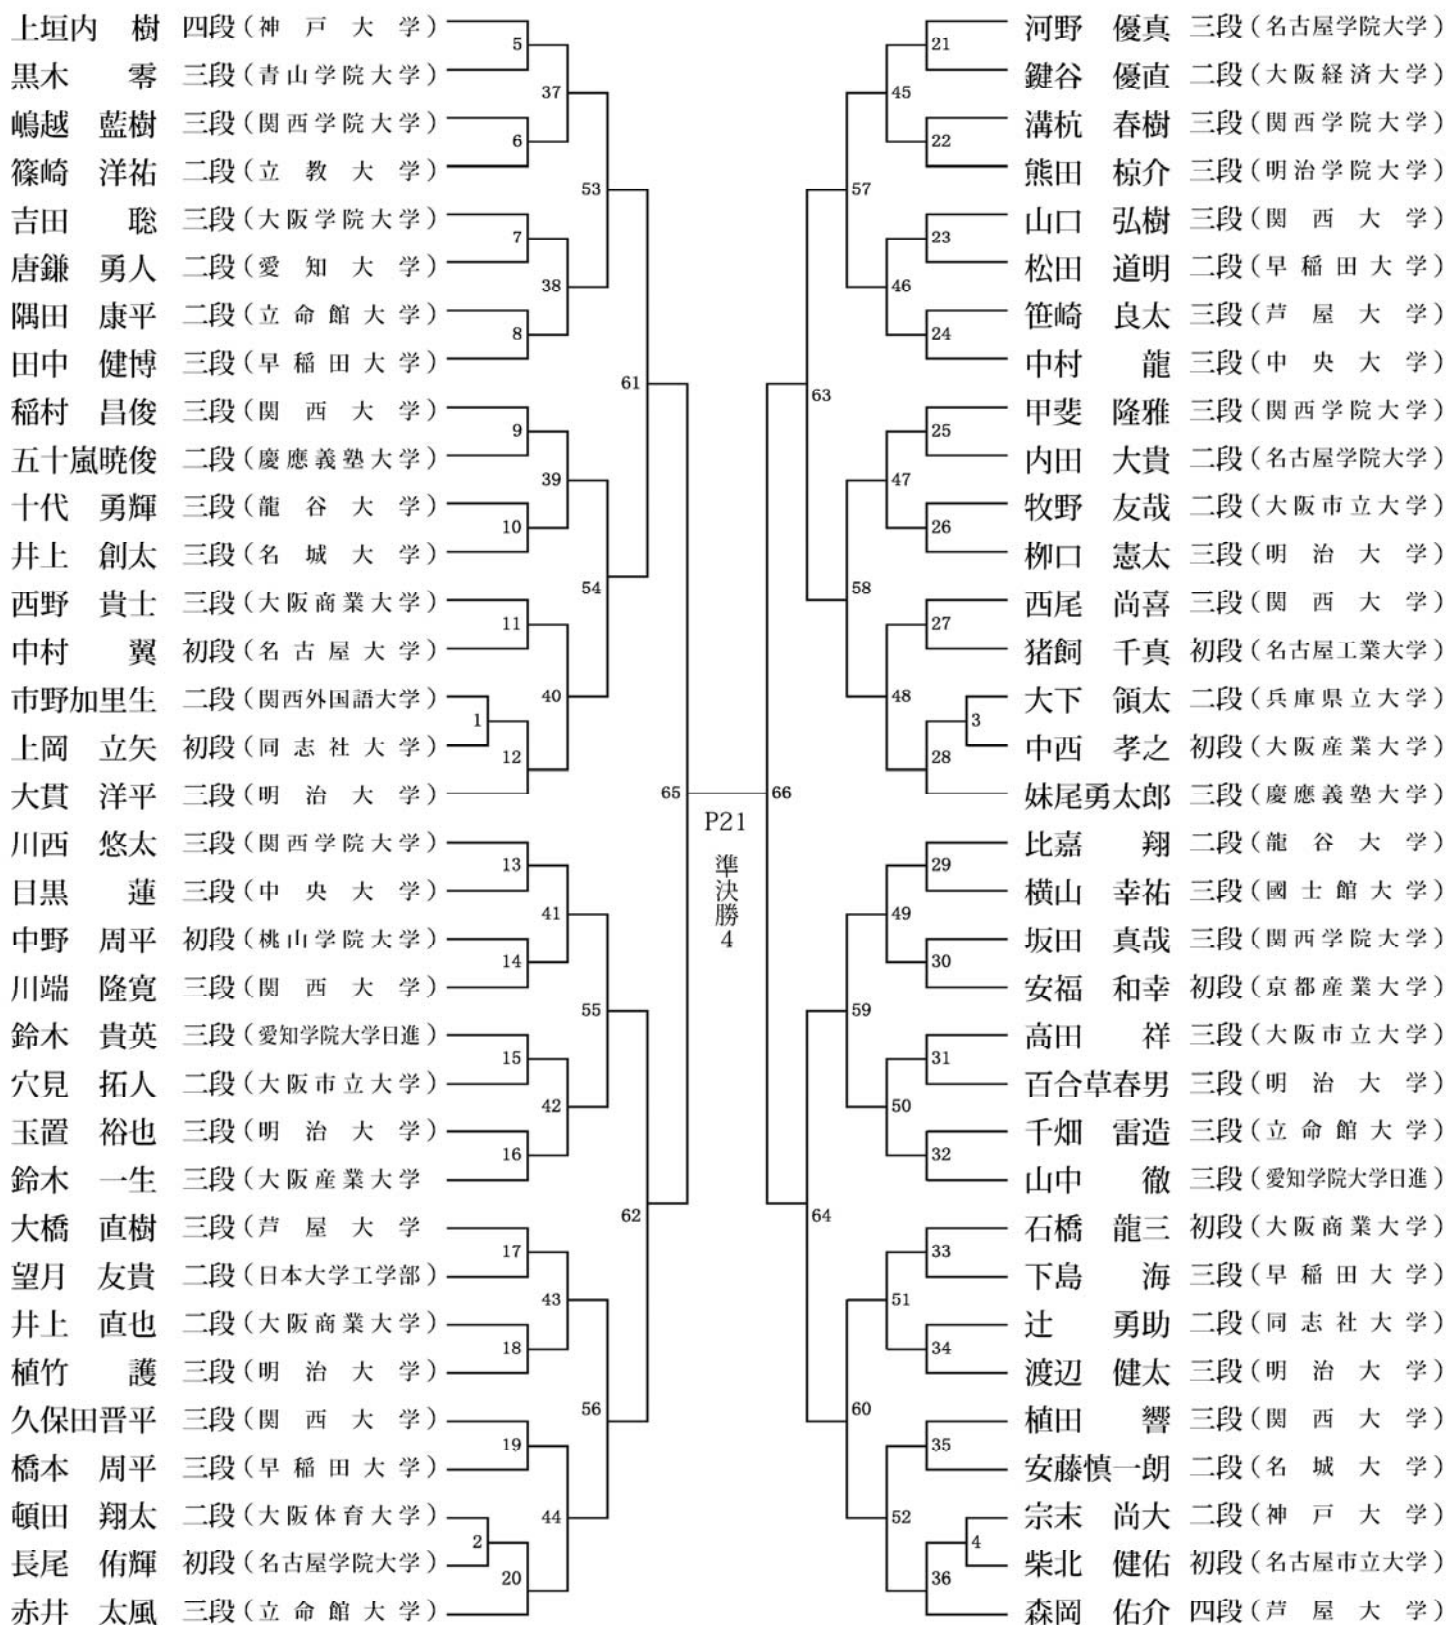 上垣内　樹 四段（神戸大学）
5
黒木　零 三段（青山学院大学）
37
嶋越　藍樹 三段（関西学院大学）
6
篠崎　洋祐 二段（立教大学）
53
吉田　聡 三段（大阪学院大学）
7
唐鎌　勇人 二段（愛知大学）
38
隅田　康平 二段（立命館大学）
8
田中　健博 三段（早稲田大学）
61
稲村　昌俊 三段（関西大学）
9
五十嵐暁俊 二段（慶應義塾大学）
39
十代　勇輝 三段（龍谷大学）
10
井上　創太 三段（名城大学）
54
西野　貴士 三段（大阪商業大学）
11
中村　翼 初段（名古屋大学）
40
市野加里生 二段（関西外国語大学）
1
上岡　立矢 初段（同志社大学）
12
大貫　洋平 三段（明治大学）
65
川西　悠太 三段（関西学院大学）
13
目黒　蓮 三段（中央大学）
41
中野　周平 初段（桃山学院大学）
14
川端　隆寛 三段（関西大学）
55
鈴木　貴英 三段（愛知学院大学日進）
15
穴見　拓人 二段（大阪市立大学）
42
玉置　裕也 三段（明治大学）
16
鈴木　一生 三段（大阪産業大学
62
大橋　直樹 三段（芦屋大学
17
望月　友貴 二段（日本大学工学部）
43
井上　直也 二段（大阪商業大学）
18
植竹　護 三段（明治大学）
56
久保田晋平 三段（関西大学）
19
橋本　周平 三段（早稲田大学）
44
頓田　翔太 二段（大阪体育大学）
2
長尾　侑輝 初段（名古屋学院大学）
20
赤井　太風 三段（立命館大学）
P21
準決勝4
河野　優真 三段（名古屋学院大学）
21
鍵谷　優直 二段（大阪経済大学）
45
溝杭　春樹 三段（関西学院大学）
22
熊田　椋介 三段（明治学院大学）
57
山口　弘樹 三段（関西大学）
23
松田　道明 二段（早稲田大学）
46
笹崎　良太 三段（芦屋大学）
24
中村　龍 三段（中央大学）
63
甲斐　隆雅 三段（関西学院大学）
25
内田　大貴 二段（名古屋学院大学）
47
牧野　友哉 二段（大阪市立大学）
26
柳口　憲太 三段（明治大学）
58
西尾　尚喜 三段（関西大学）
27
猪飼　千真 初段（名古屋工業大学）
48
大下　領太 二段（兵庫県立大学）
3
中西　孝之 初段（大阪産業大学）
28
妹尾勇太郎 三段（慶應義塾大学）
66
比嘉　翔 二段（龍谷大学）
29
横山　幸祐 三段（國士館大学）
49
坂田　真哉 三段（関西学院大学）
30
安福　和幸 初段（京都産業大学）
59
高田　祥 三段（大阪市立大学）
31
百合草春男 三段（明治大学）
50
千畑　雷造 三段（立命館大学）
32
山中　徹 三段（愛知学院大学日進）
64
石橋　龍三 初段（大阪商業大学）
33
下島　海 三段（早稲田大学）
51
辻　勇助 二段（同志社大学）
34
渡辺　健太 三段（明治大学）
60
植田　響 三段（関西大学）
35
安藤慎一朗 二段（名城大学）
52
宗末　尚大 二段（神戸大学）
4
柴北　健佑 初段（名古屋市立大学）
36
森岡　佑介 四段（芦屋大学）